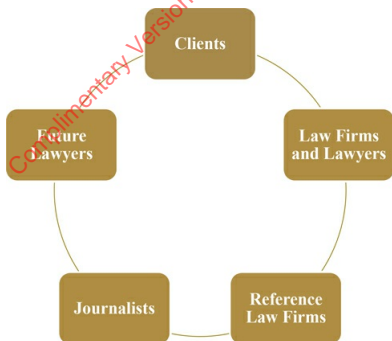 Clients
Complimentary Version
Future
Lawyers
Law Firms
and Lawyers
Journalists
Reference
Law Firms